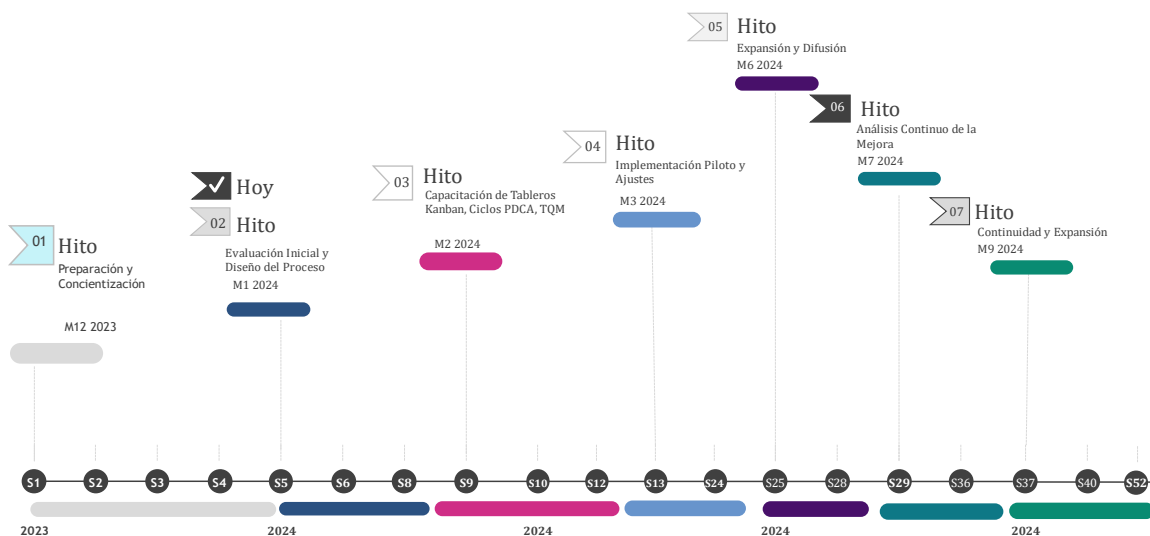 01
Hito
Preparación y
Concientización
M12 2023
Hoy
02
Hito
Evaluación Inicial y
Diseño del Proceso
M1 2024
03
Hito
Capacitación de Tableros
Kanban, Ciclos PDCA, TQM
M2 2024
04
Hito
Implementación Piloto y
Ajustes
M3 2024
05
Hito
Expansión y Difusión
M6 2024
06
Hito
Análisis Continuo de la
Mejora
M7 2024
07
Hito
Continuidad y Expansión
M9 2024
S1 S2 S3 S4 S5 S6 S8 S9 S10 S12 S13 S24 S25 S28 S29 S36 S37 S40 S52
2023 2024 2024 2024 2024